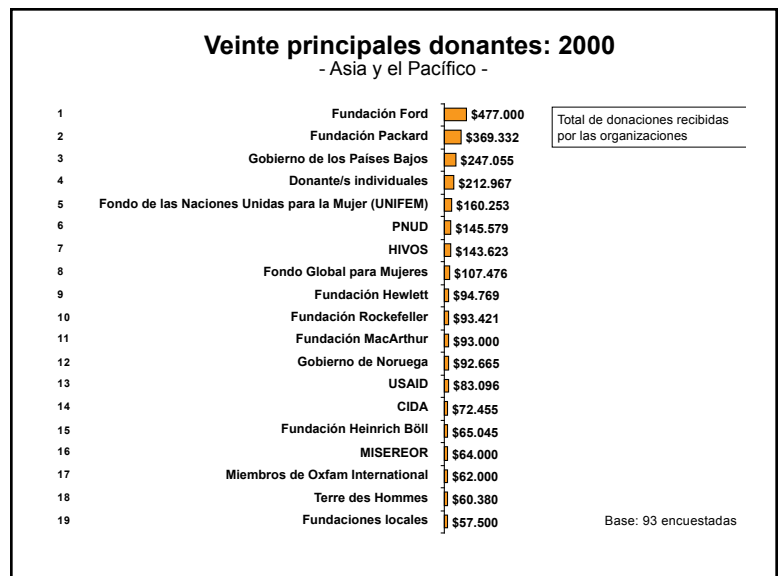 Veinte principales donantes: 2000
- Asia y el Pacífico -
Total de donaciones recibidas
por las organizaciones
1 Fundación Ford $477.000
2 Fundación Packard $369.332
3 Gobierno de los Países Bajos $247.055
4 Donante/s individuales $212.967
5 Fondo de las Naciones Unidas para la Mujer (UNIFEM) $160.253
6 PNUD $145.579
7 HIVOS $143.623
8 Fondo Global para Mujeres $107.476
9 Fundación Hewlett $94.769
10 Fundación Rockefeller $93.421
11 Fundación MacArthur $93.000
12 Gobierno de Noruega $92.665
13 USAID $83.096
14 CIDA $72.455
15 Fundación Heinrich Böll $65.045
16 MISEREOR $64.000
17 Miembros de Oxfam International $62.000
18 Terre des Hommes $60.380
19 Fundaciones locales $57.500
Base: 93 encuestadas